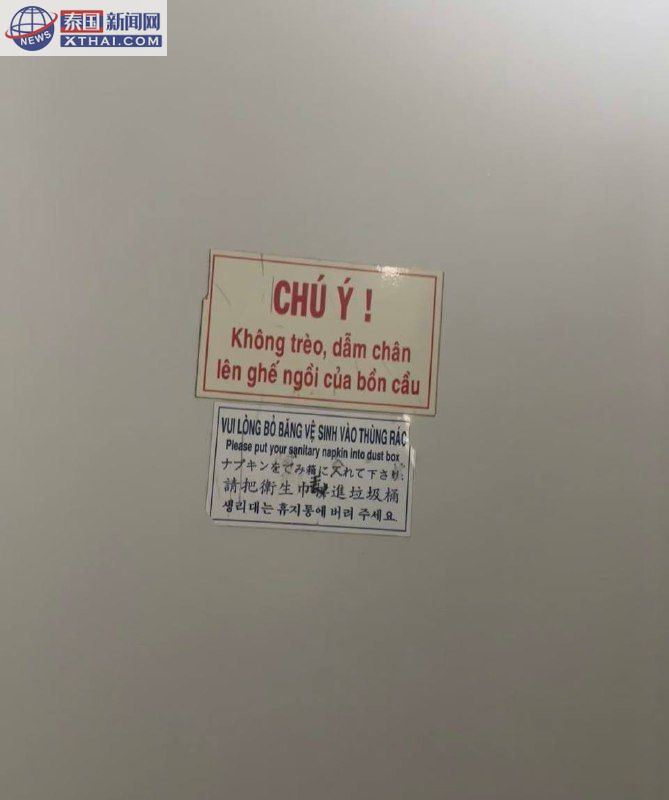 泰国新闻网
NEWS
XTHAI.COM
CHÚ Ý !
Không trèo, dẫm chân
lên ghế ngồi của bồn cầu
VUI LÒNG BỎ BĂNG VỆ SINH VÀO THÙNG RÁC
Please put your sanitary napkin into dust box
ナプキンをごみ箱に入れて下さい.
請把衛生巾 進垃圾桶
생리대는 휴지통에 버리 주세요.